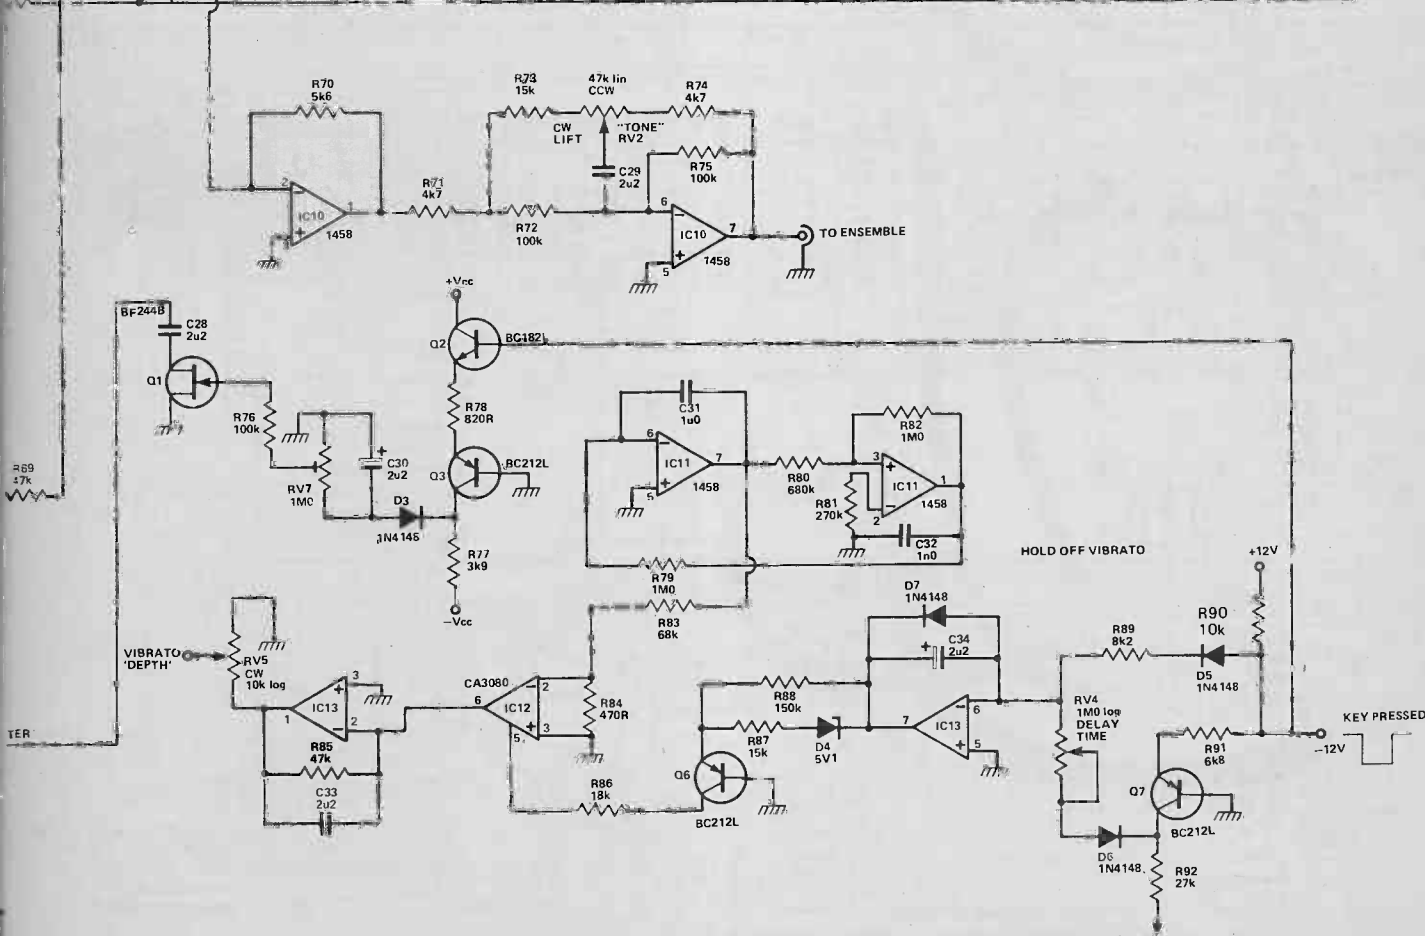 R70
5k6
R73
15k
47k lin
CCW
R74
4k7
CW
LIFT
"TONE"
RV2
C29
2u2
R75
100k
R71
4k7
R72
100k
2
IC10
1
+
1458
6
IC10
7
5
1458
TO ENSEMBLE
BF244B
C28
2u2
Q1
+Vcc
Q2
BC182L
R76
100k
R78
820R
Q3
BC212L
RV7
1M0
C30
2u2
+
D3
1N4148
R77
3k9
−Vcc
R69
47k
C31
1u0
6
IC11
7
5
1458
R80
680k
R82
1M0
3
IC11
1
2
1458
R81
270k
C32
1n0
R79
1M0
R83
68k
HOLD OFF VIBRATO
+12V
VIBRATO
'DEPTH'
RV5
CW
10k log
3
IC13
1
2
R85
47k
C33
2u2
CA3080
6
IC12
2
3
5
R84
470R
R86
18k
D7
1N4148
C34
2u2
+
R88
150k
R87
15k
D4
5V1
7
IC13
6
5
Q6
BC212L
R89
8k2
R90
10k
D5
1N4148
RV4
1M0 log
DELAY
TIME
KEY PRESSED
−12V
R91
6k8
Q7
BC212L
D6
1N4148
R92
27k
TER